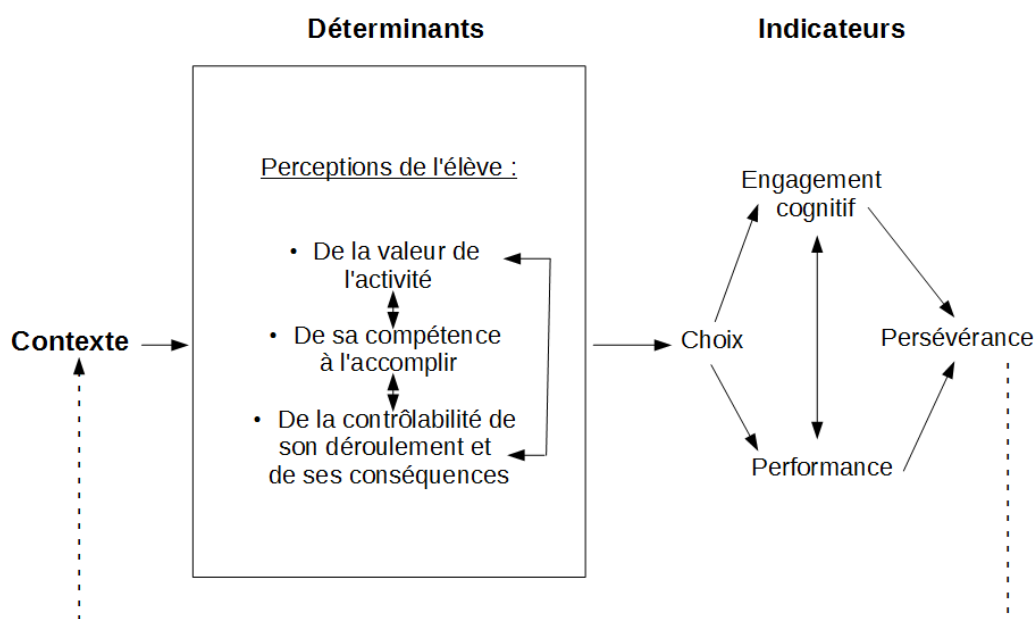 Déterminants
Indicateurs
Perceptions de l'élève :
• De la valeur de
l'activité
• De sa compétence
à l'accomplir
• De la contrôlabilité de
son déroulement et
de ses conséquences
Contexte
Engagement
cognitif
Choix
Persévérance
Performance